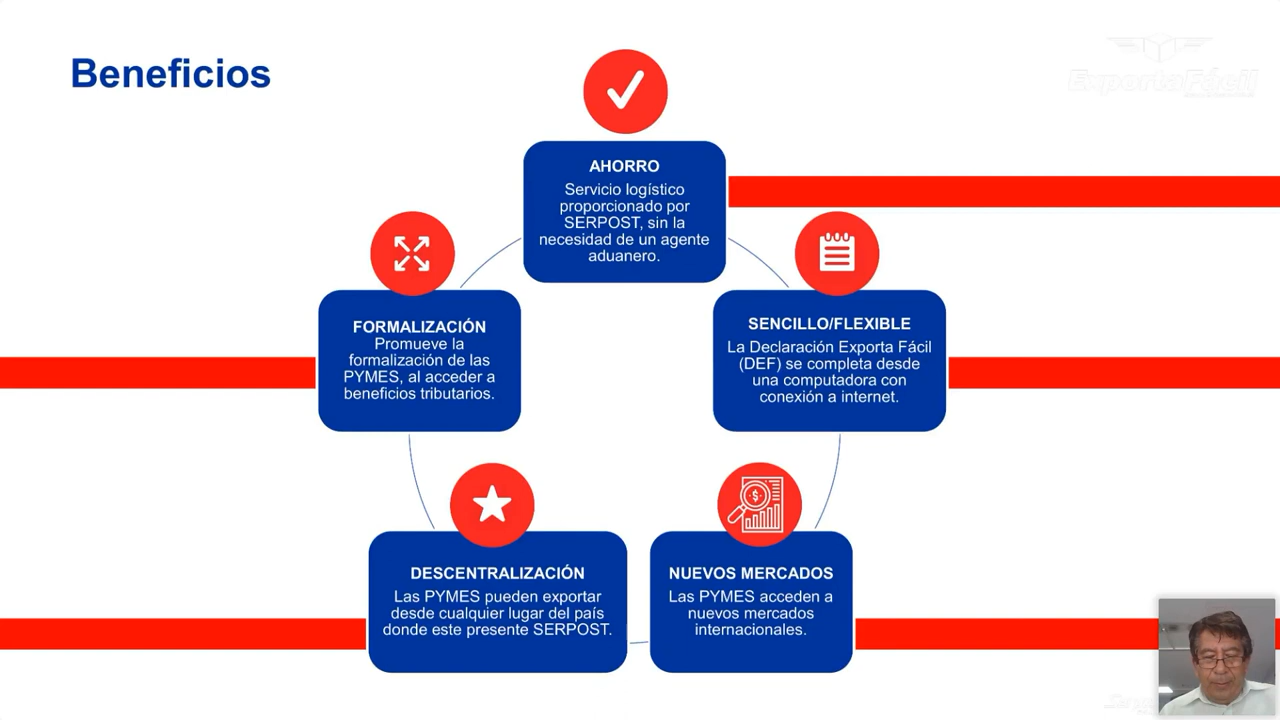 Beneficios
ExportaFácil
AHORRO
Servicio logístico
proporcionado por
SERPOST, sin la
necesidad de un agente
aduanero.
FORMALIZACIÓN
Promueve la
formalización de las
PYMES, al acceder a
beneficios tributarios.
SENCILLO/FLEXIBLE
La Declaración Exporta Fácil
(DEF) se completa desde
una computadora con
conexión a internet.
DESCENTRALIZACIÓN
Las PYMES pueden exportar
desde cualquier lugar del país
donde este presente SERPOST.
NUEVOS MERCADOS
Las PYMES acceden a
nuevos mercados
internacionales.